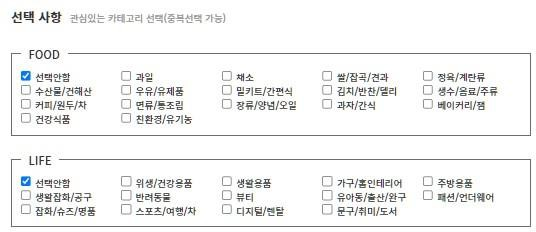 선택 사항 관심있는 카테고리 선택(중복선택 가능)
FOOD
선택안함 과일 채소 쌀/잡곡/견과 정육/계란류
수산물/건해산 우유/유제품 밀키트/간편식 김치/반찬/델리 생수/음료/주류
커피/원두/차 면류/통조림 장류/양념/오일 과자/간식 베이커리/잼
건강식품 친환경/유기농
LIFE
선택안함 위생/건강용품 생활용품 가구/홈인테리어 주방용품
생활잡화/공구 반려동물 뷰티 유아동/출산/완구 패션/언더웨어
잡화/슈즈/명품 스포츠/여행/차 디지털/렌탈 문구/취미/도서